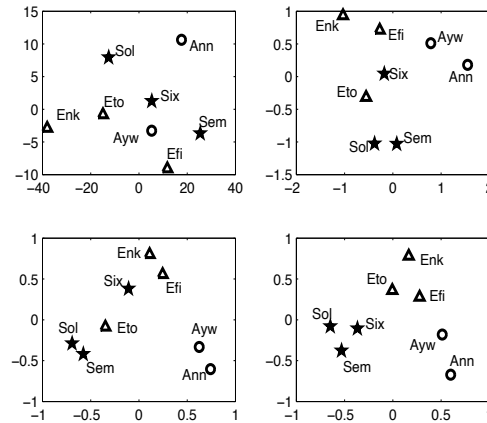 15
10
5
0
−5
−10
−40
−20
0
20
40
Sol
Ann
Enk
Eto
Six
Ayw
Sem
Efi
1
0.5
0
−0.5
−1
−1.5
−2
−1
0
1
2
Enk
Efi
Ayw
Ann
Six
Eto
Sol
Sem
1
0.5
0
−0.5
−1
−1
−0.5
0
0.5
1
Enk
Efi
Six
Sol
Eto
Ayw
Sem
Ann
1
0.5
0
−0.5
−1
−1
−0.5
0
0.5
1
Enk
Eto
Efi
Sol
Six
Ayw
Sem
Ann